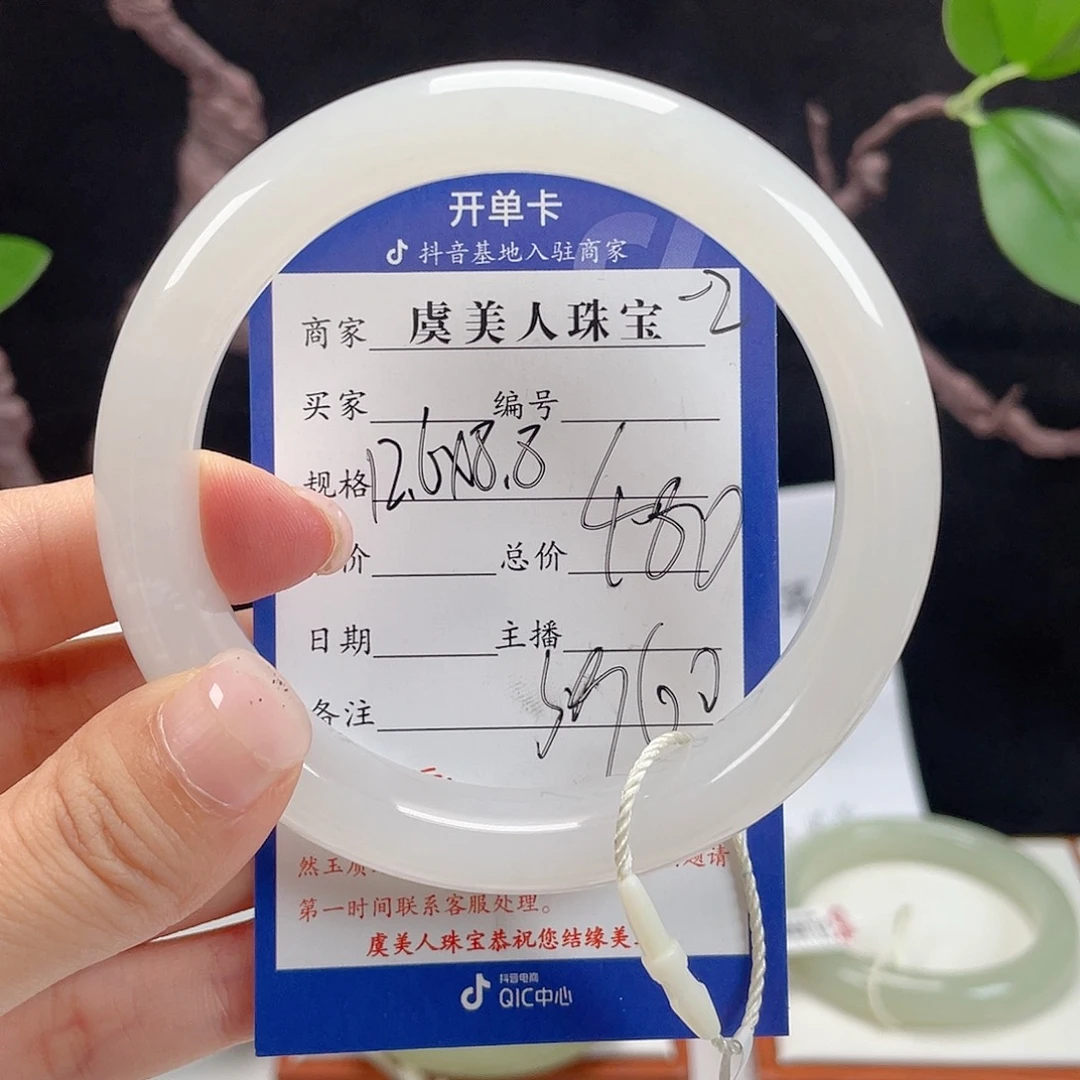 开单卡
抖音基地入驻商家
商家 虞美人珠宝 -2
买家 编号
规格 12.6x8.8
价 总价 480
日期 主播
备注
然玉质 题请
第一时间联系客服处理。
虞美人珠宝恭祝您结缘美
抖音电商
QIC中心